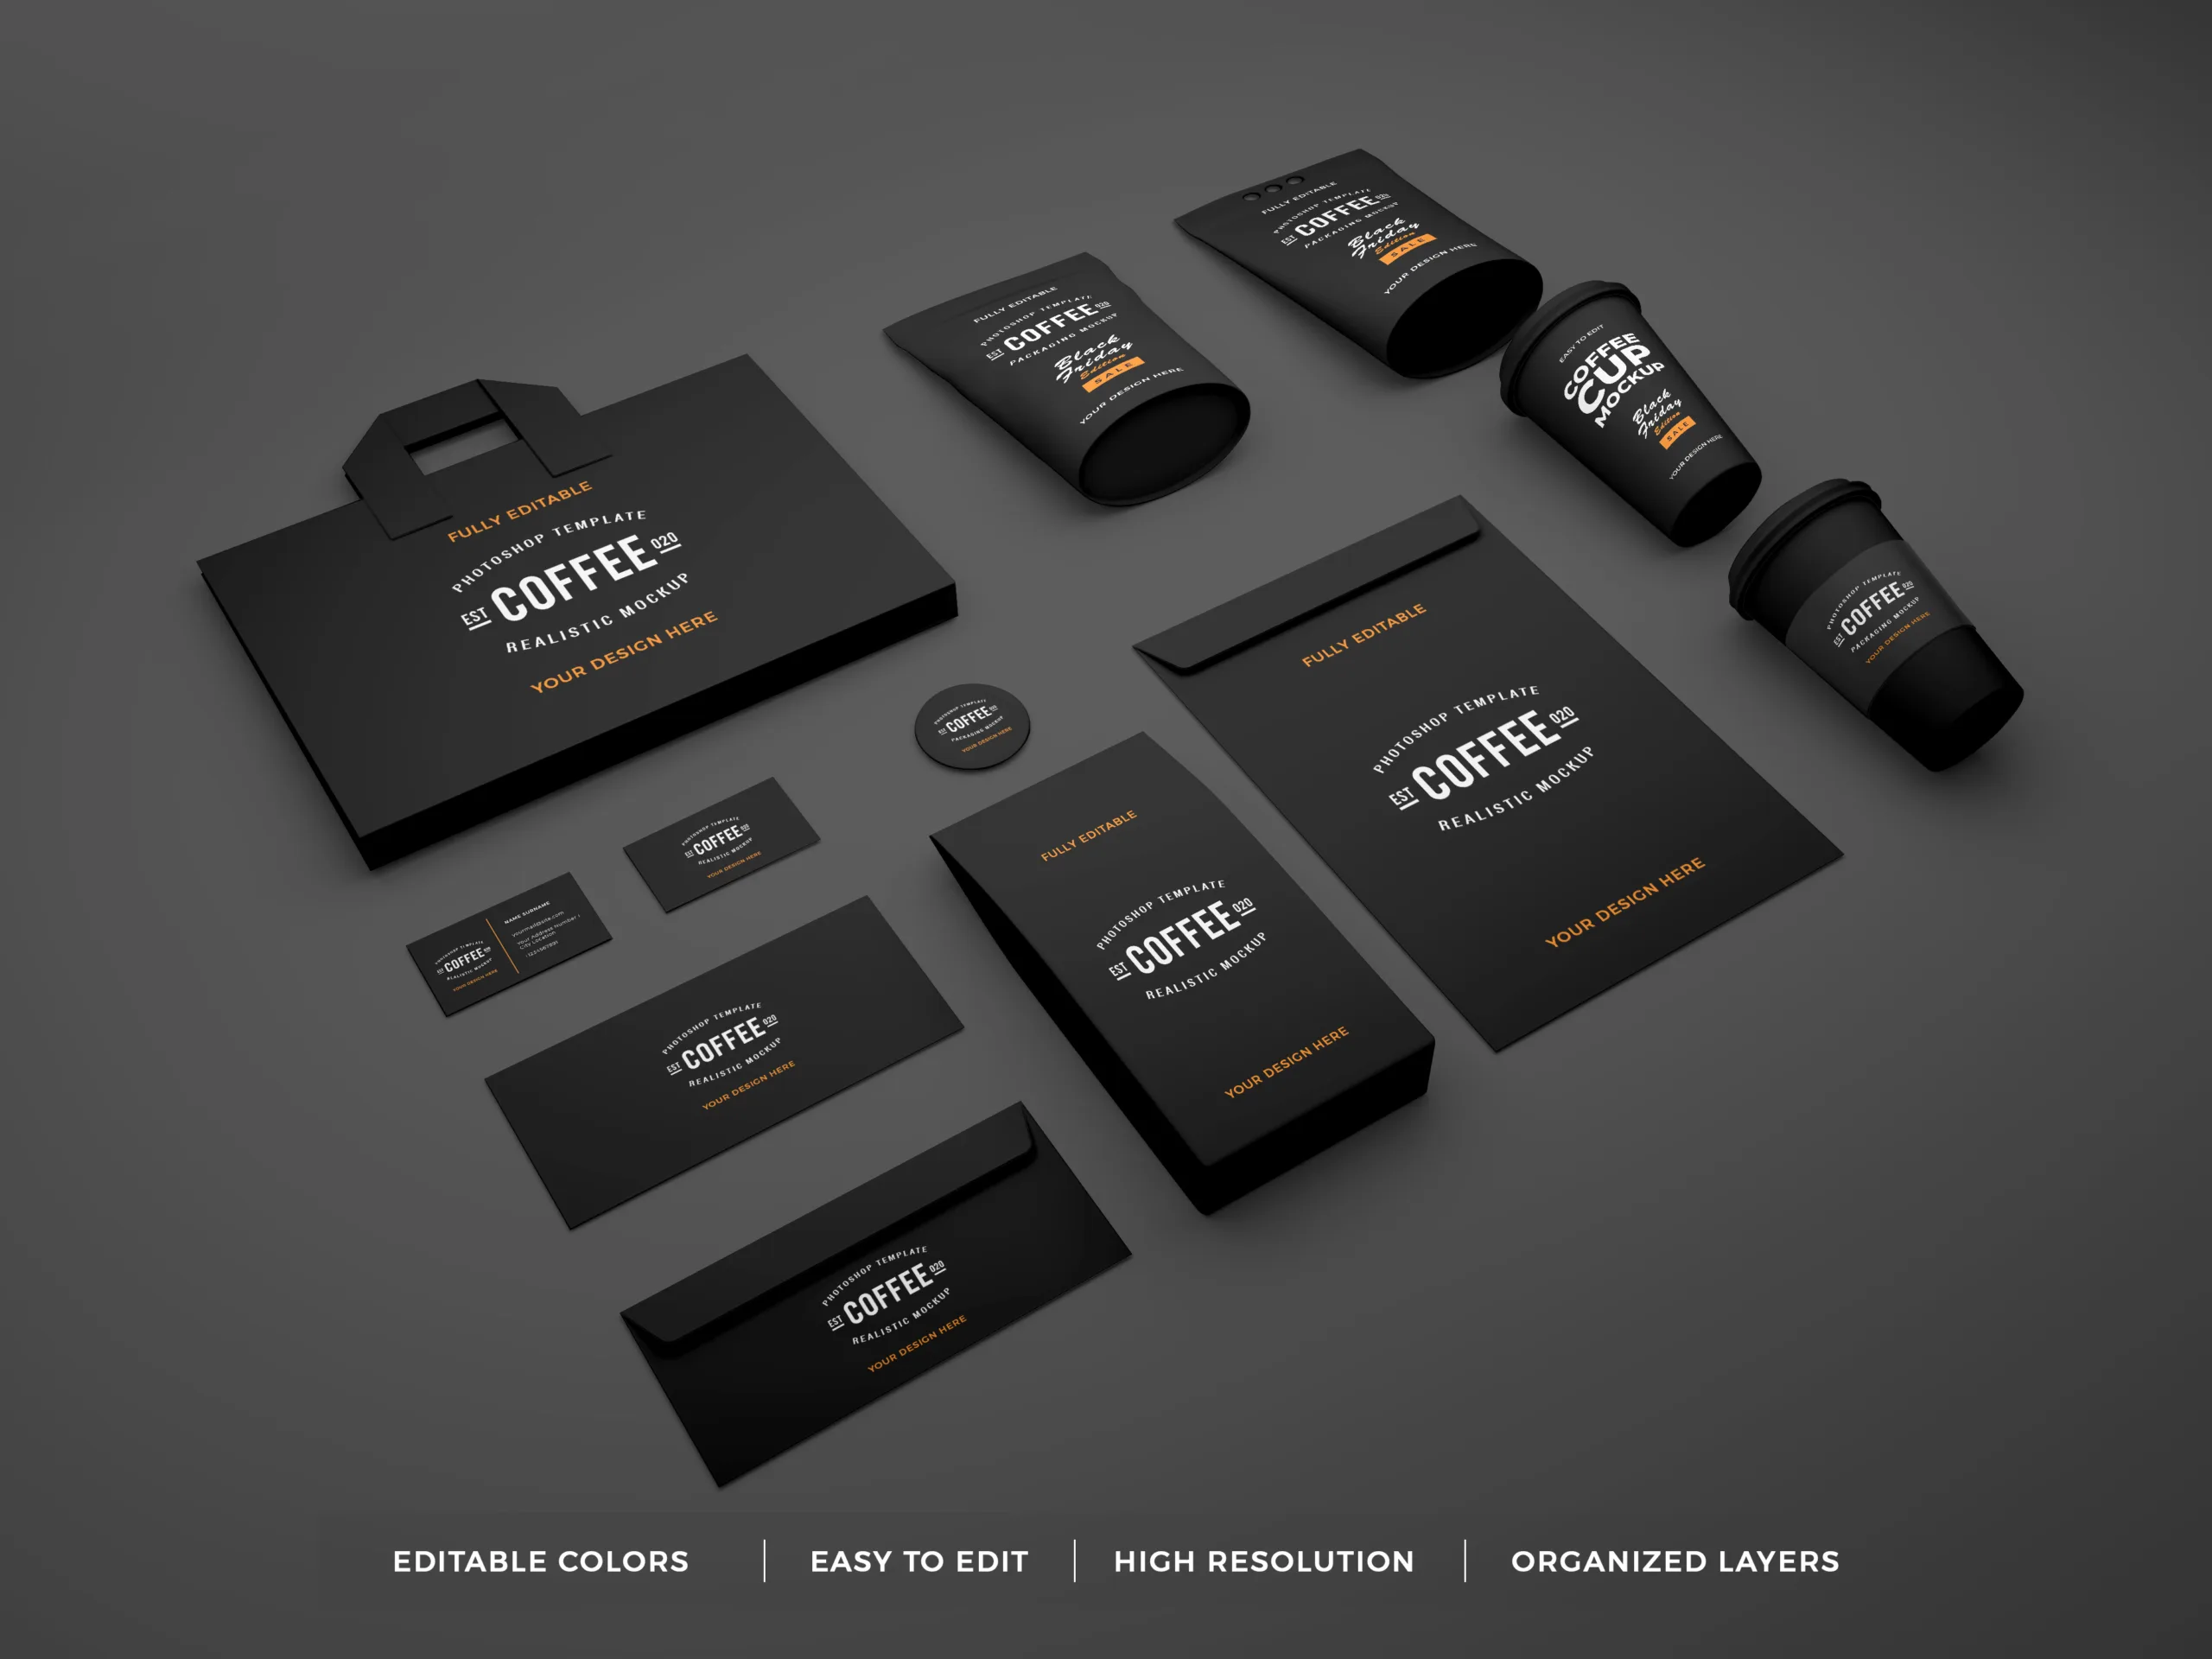 FULLY EDITABLE
PHOTOSHOP TEMPLATE
EST COFFEE 020
PACKAGING MOCKUP
Black
Friday
Edition
SALE
YOUR DESIGN HERE
FULLY EDITABLE
PHOTOSHOP TEMPLATE
EST COFFEE 020
PACKAGING MOCKUP
Black
Friday
Edition
SALE
YOUR DESIGN HERE
EASY TO EDIT
COFFEE
CUP
MOCKUP
Black
Friday
Edition
SALE
YOUR DESIGN HERE
PHOTOSHOP TEMPLATE
EST COFFEE 020
PACKAGING MOCKUP
YOUR DESIGN HERE
FULLY EDITABLE
PHOTOSHOP TEMPLATE
EST COFFEE 020
REALISTIC MOCKUP
YOUR DESIGN HERE
FULLY EDITABLE
PHOTOSHOP TEMPLATE
EST COFFEE 020
REALISTIC MOCKUP
YOUR DESIGN HERE
PHOTOSHOP TEMPLATE
EST COFFEE 020
PACKAGING MOCKUP
YOUR DESIGN HERE
PHOTOSHOP TEMPLATE
EST COFFEE 020
REALISTIC MOCKUP
YOUR DESIGN HERE
PHOTOSHOP TEMPLATE
EST COFFEE 020
REALISTIC MOCKUP
YOUR DESIGN HERE
NAME SURNAME
yourmail@site.com
Your Address Number
City Location
FULLY EDITABLE
PHOTOSHOP TEMPLATE
EST COFFEE 020
REALISTIC MOCKUP
YOUR DESIGN HERE
PHOTOSHOP TEMPLATE
EST COFFEE 020
REALISTIC MOCKUP
YOUR DESIGN HERE
PHOTOSHOP TEMPLATE
EST COFFEE 020
REALISTIC MOCKUP
YOUR DESIGN HERE
EDITABLE COLORS | EASY TO EDIT | HIGH RESOLUTION | ORGANIZED LAYERS